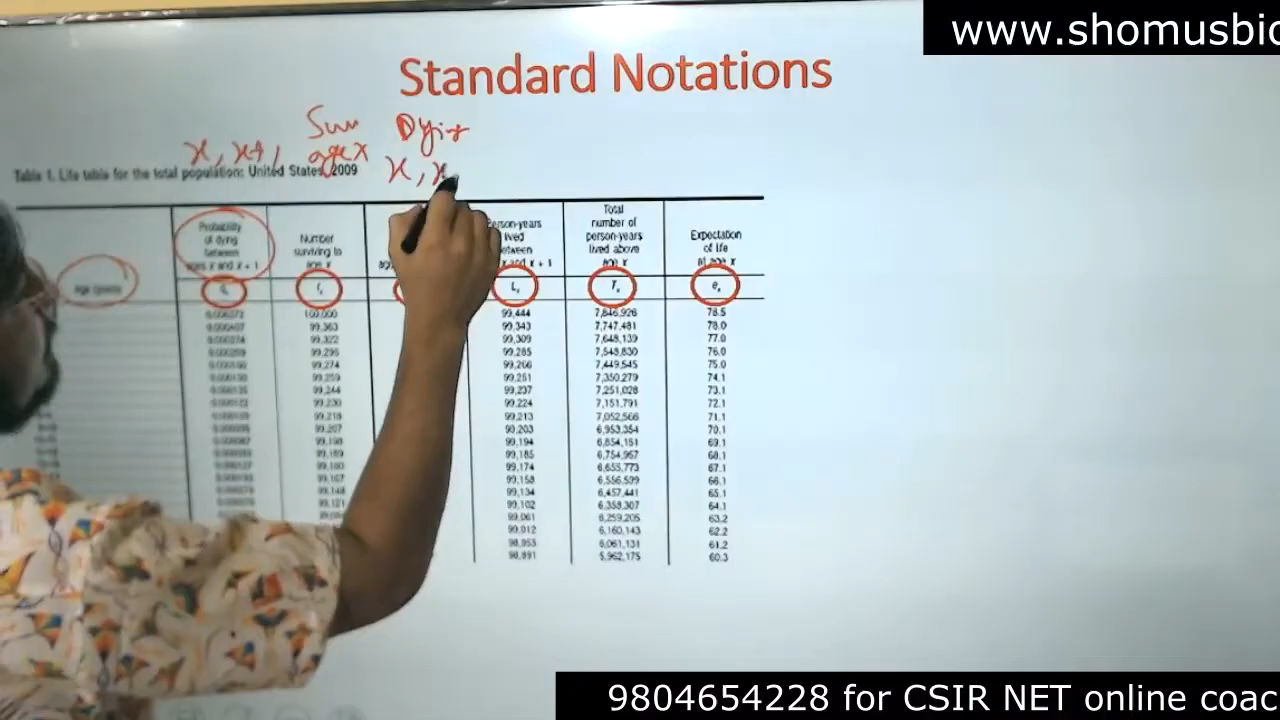 www.shomusbio
Standard Notations
Surv Dying
x, x+1 age x x, x
Table 1. Life table for the total population: United States, 2009
Probability of dying between ages x and x + 1
Number surviving to age x
Person-years lived between x and x + 1
Total number of person-years lived above age x
Expectation of life at age x
Age (years) qx lx Lx Tx ex
100,000 99,444 7,846,926 78.5
99,363 99,343 7,747,481 78.0
99,322 99,309 7,648,139 77.0
99,295 99,285 7,548,830 76.0
99,274 99,266 7,449,545 75.0
99,259 99,251 7,350,279 74.1
99,244 99,237 7,251,028 73.1
99,230 99,224 7,151,791 72.1
99,218 99,213 7,052,566 71.1
99,207 99,203 6,953,354 70.1
99,198 99,194 6,854,151 69.1
99,189 99,185 6,754,957 68.1
99,180 99,174 6,655,773 67.1
99,167 99,158 6,556,599 66.1
99,148 99,134 6,457,441 65.1
99,121 99,102 6,358,307 64.1
99,061 6,259,205 63.2
99,012 6,160,143 62.2
98,955 6,061,131 61.2
98,891 5,962,175 60.3
9804654228 for CSIR NET online coac